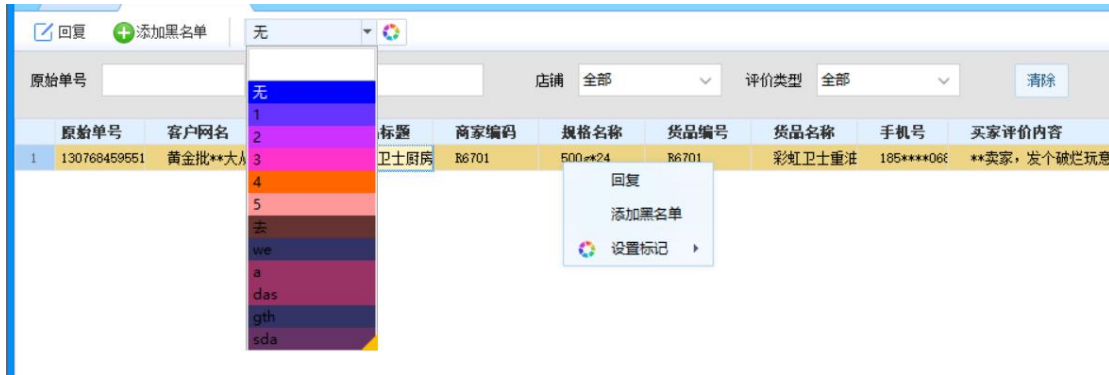 回复 添加黑名单 无
原始单号 店铺 全部 评价类型 全部 清除
无
1
2
3
4
5
去
we
a
das
gth
sda
原始单号 客户网名 标题 商家编码 规格名称 货品编号 货品名称 手机号 买家评价内容
1 130768459551 黄金批**大 卫士厨房 R6701 500g*24 R6701 彩虹卫士重油 185****068 **卖家，发个破烂玩意
回复
添加黑名单
设置标记